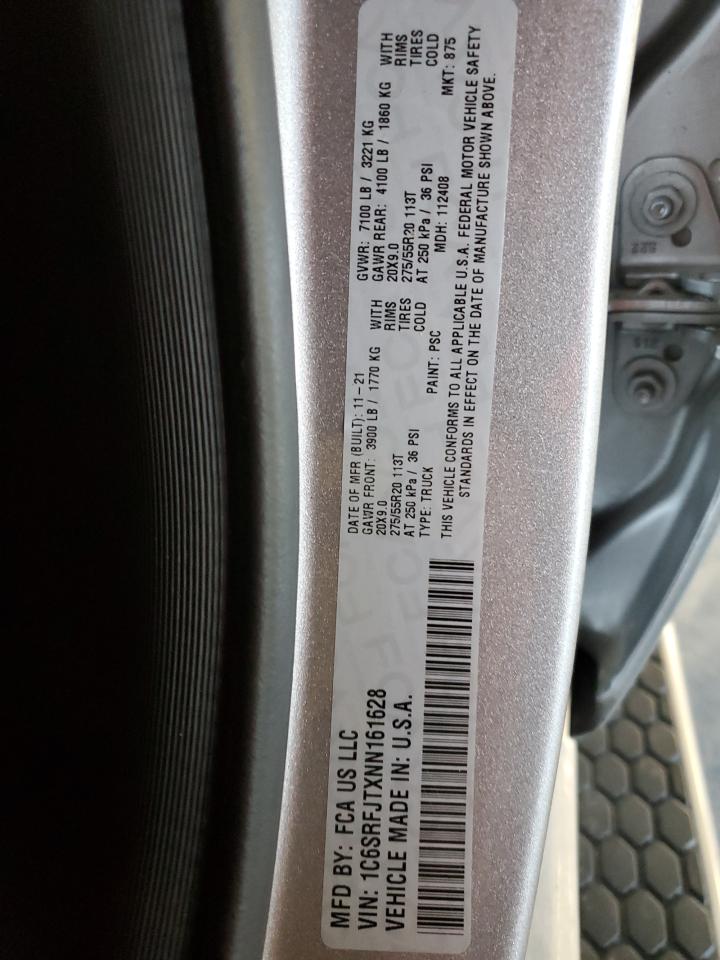 MFD BY: FCA US LLC
VIN: 1C6SRFJTXNN161628
VEHICLE MADE IN: U.S.A.
DATE OF MFR (BUILT): 11-21
GAWR FRONT: 3900 LB / 1770 KG WITH
20X9.0 RIMS
275/55R20 113T TIRES
AT 250 kPa / 36 PSI COLD
TYPE: TRUCK PAINT: PSC
GVWR: 7100 LB / 3221 KG
GAWR REAR: 4100 LB / 1860 KG WITH
20X9.0 RIMS
275/55R20 113T TIRES
AT 250 kPa / 36 PSI COLD
MDH: 112408 MKT: 875
THIS VEHICLE CONFORMS TO ALL APPLICABLE U.S.A. FEDERAL MOTOR VEHICLE SAFETY
STANDARDS IN EFFECT ON THE DATE OF MANUFACTURE SHOWN ABOVE.